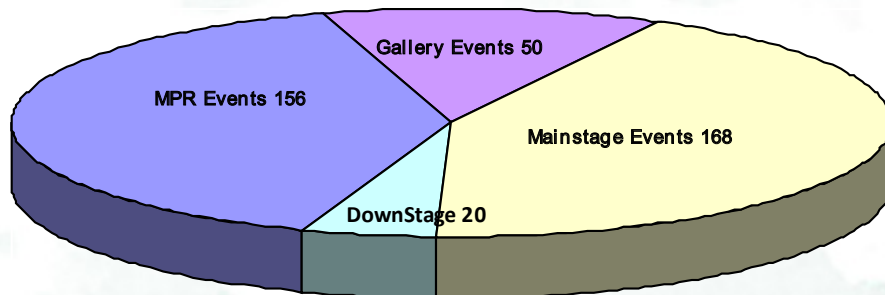 Gallery Events 50
MPR Events 156
Mainstage Events 168
DownStage 20